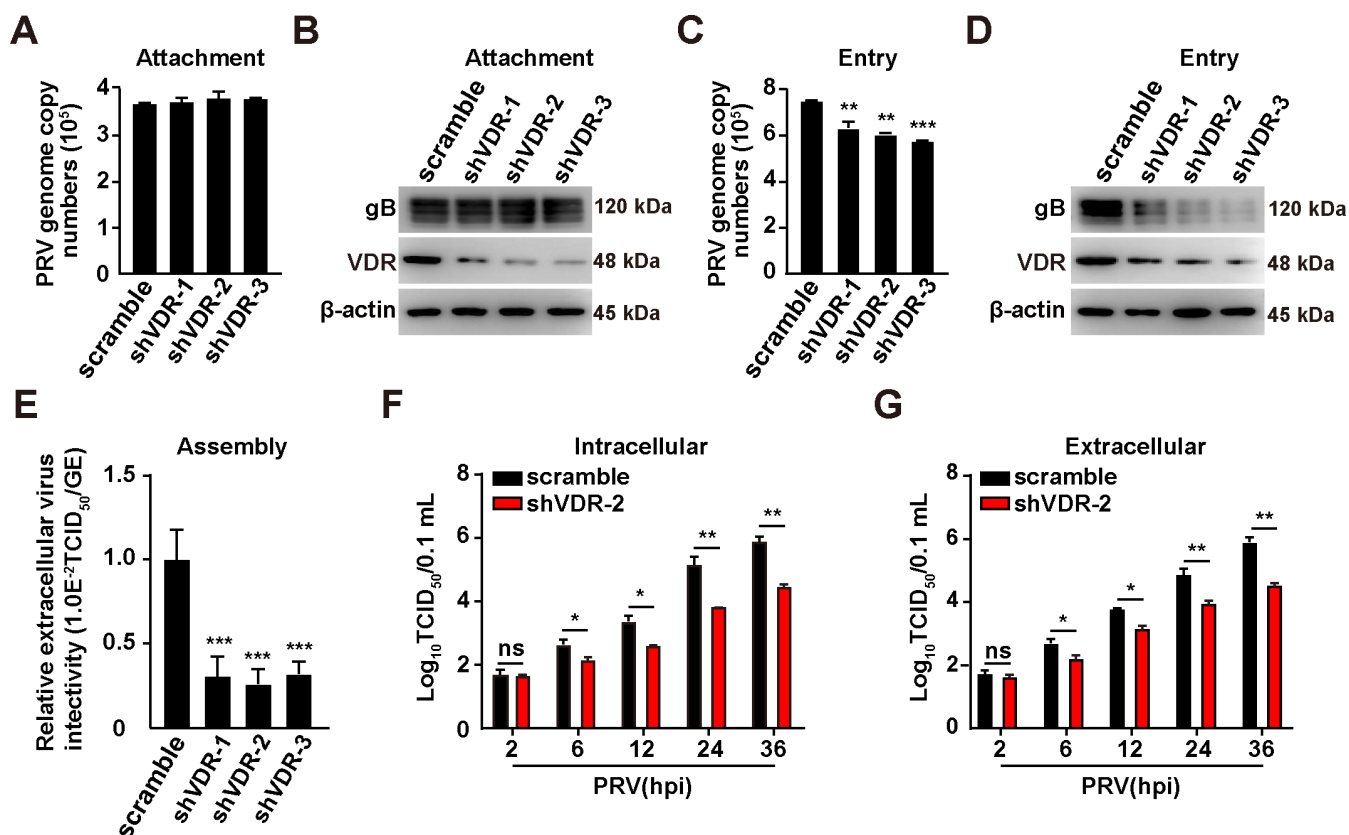 A
Attachment
PRV genome copy
numbers (10⁵)
4
3
2
1
0
scramble
shVDR-1
shVDR-2
shVDR-3
B
Attachment
scramble
shVDR-1
shVDR-2
shVDR-3
gB
120 kDa
VDR
48 kDa
β-actin
45 kDa
C
Entry
PRV genome copy
numbers (10⁵)
8
6
4
2
0
**
**
***
scramble
shVDR-1
shVDR-2
shVDR-3
D
Entry
scramble
shVDR-1
shVDR-2
shVDR-3
gB
120 kDa
VDR
48 kDa
β-actin
45 kDa
E
Assembly
Relative extracellular virus
intectivity (1.0E⁻²TCID₅₀/GE)
1.5
1.0
0.5
0
***
***
***
scramble
shVDR-1
shVDR-2
shVDR-3
F
Intracellular
scramble
shVDR-2
Log₁₀TCID₅₀/0.1 mL
8
6
4
2
0
ns
*
*
**
**
2 6 12 24 36
PRV(hpi)
G
Extracellular
scramble
shVDR-2
Log₁₀TCID₅₀/0.1 mL
8
6
4
2
0
ns
*
*
**
**
2 6 12 24 36
PRV(hpi)